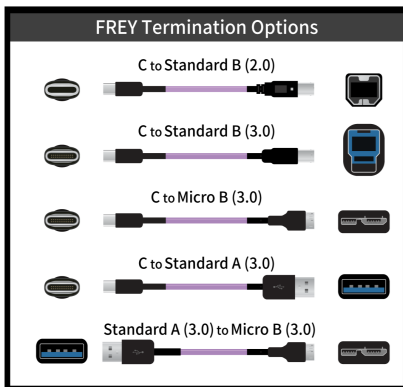 FREY Termination Options
C to Standard B (2.0)
C to Standard B (3.0)
C to Micro B (3.0)
C to Standard A (3.0)
Standard A (3.0) to Micro B (3.0)